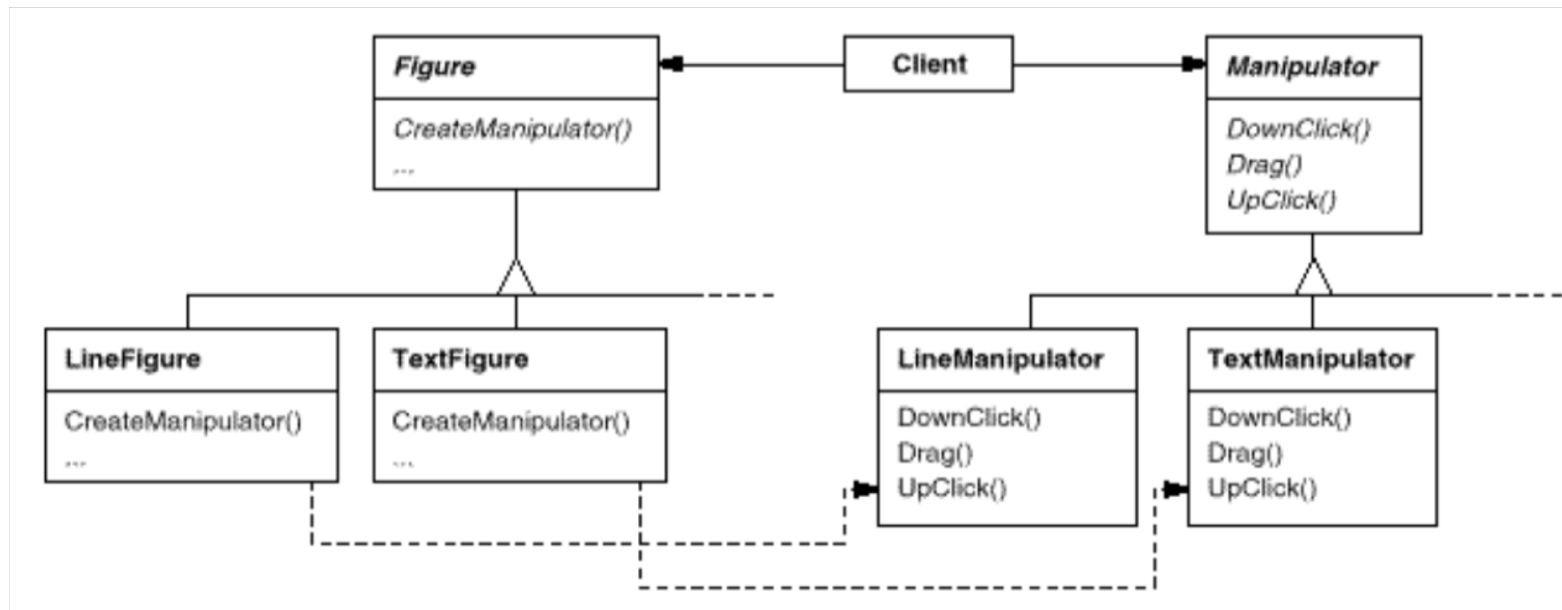 Figure
CreateManipulator()
...
Client
Manipulator
DownClick()
Drag()
UpClick()
LineFigure
CreateManipulator()
...
TextFigure
CreateManipulator()
...
LineManipulator
DownClick()
Drag()
UpClick()
TextManipulator
DownClick()
Drag()
UpClick()